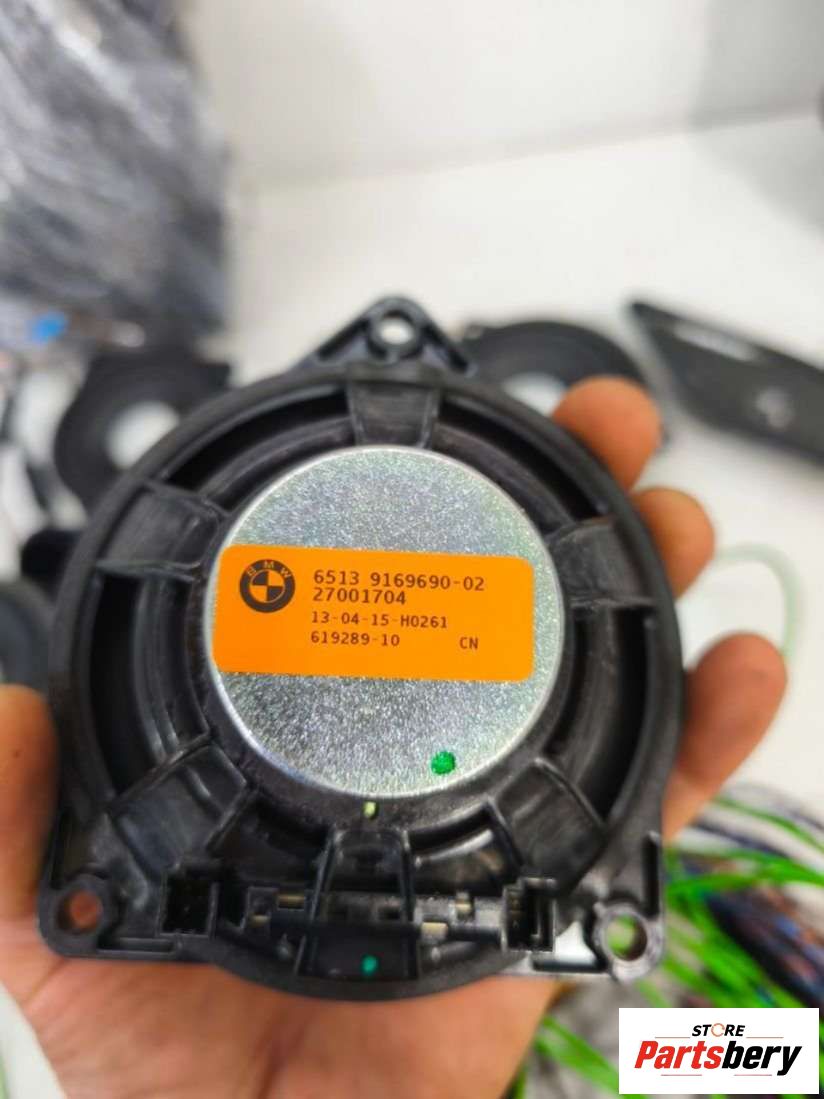 BMW
6513 9169690-02
27001704
13-04-15-H0261
619289-10 CN
STORE
Partsbery